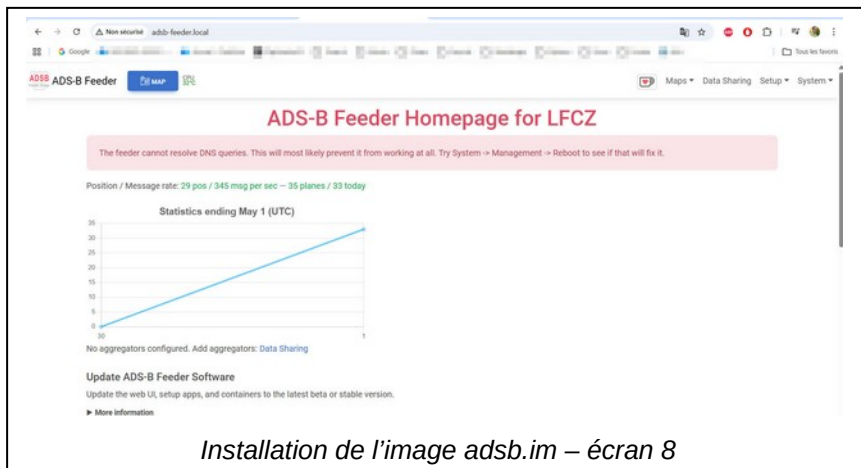 Non sécurisé adsb-feeder.local
Google Tous les favoris
ADSB ADS-B Feeder MAP CPU Maps Data Sharing Setup System
ADS-B Feeder Homepage for LFCZ
The feeder cannot resolve DNS queries. This will most likely prevent it from working at all. Try System -> Management -> Reboot to see if that will fix it.
Position / Message rate: 29 pos / 345 msg per sec — 35 planes / 33 today
Statistics ending May 1 (UTC)
35
30
25
20
15
10
5
0
30 1
No aggregators configured. Add aggregators: Data Sharing
Update ADS-B Feeder Software
Update the web UI, setup apps, and containers to the latest beta or stable version.
More information
Installation de l'image adsb.im – écran 8